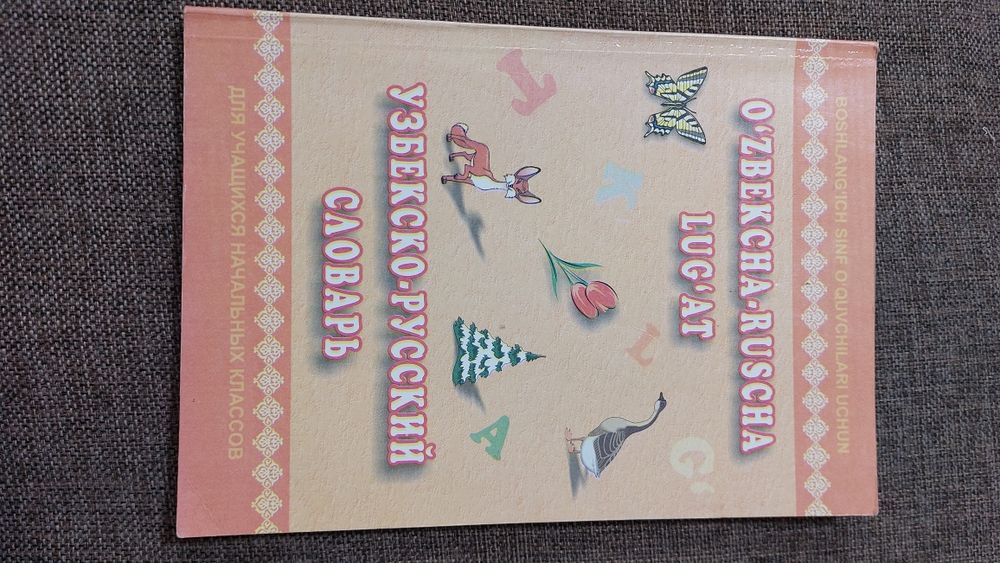 BOSHLANG‘ICH SINF O‘QUVCHILARI UCHUN
O‘ZBEKCHA-RUSCHA
LUG‘AT
G‘
L
K
T
A
УЗБЕКСКО-РУССКИЙ
СЛОВАРЬ
ДЛЯ УЧАЩИХСЯ НАЧАЛЬНЫХ КЛАССОВ